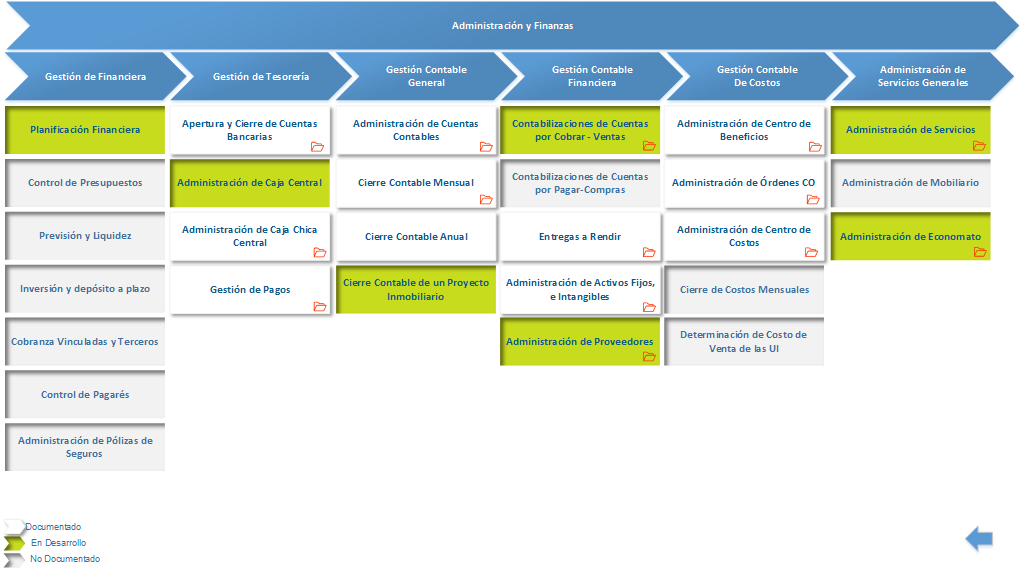 Administración y Finanzas
Gestión de Financiera
Gestión de Tesorería
Gestión Contable
General
Gestión Contable
Financiera
Gestión Contable
De Costos
Administración de
Servicios Generales
Planificación Financiera
Control de Presupuestos
Previsión y Liquidez
Inversión y depósito a plazo
Cobranza Vinculadas y Terceros
Control de Pagarés
Administración de Pólizas de
Seguros
Apertura y Cierre de Cuentas
Bancarias
Administración de Caja Central
Administración de Caja Chica
Central
Gestión de Pagos
Administración de Cuentas
Contables
Cierre Contable Mensual
Cierre Contable Anual
Cierre Contable de un Proyecto
Inmobiliario
Contabilizaciones de Cuentas
por Cobrar - Ventas
Contabilizaciones de Cuentas
por Pagar-Compras
Entregas a Rendir
Administración de Activos Fijos,
e Intangibles
Administración de Proveedores
Administración de Centro de
Beneficios
Administración de Órdenes CO
Administración de Centro de
Costos
Cierre de Costos Mensuales
Determinación de Costo de
Venta de las UI
Administración de Servicios
Administración de Mobiliario
Administración de Economato
Documentado
En Desarrollo
No Documentado